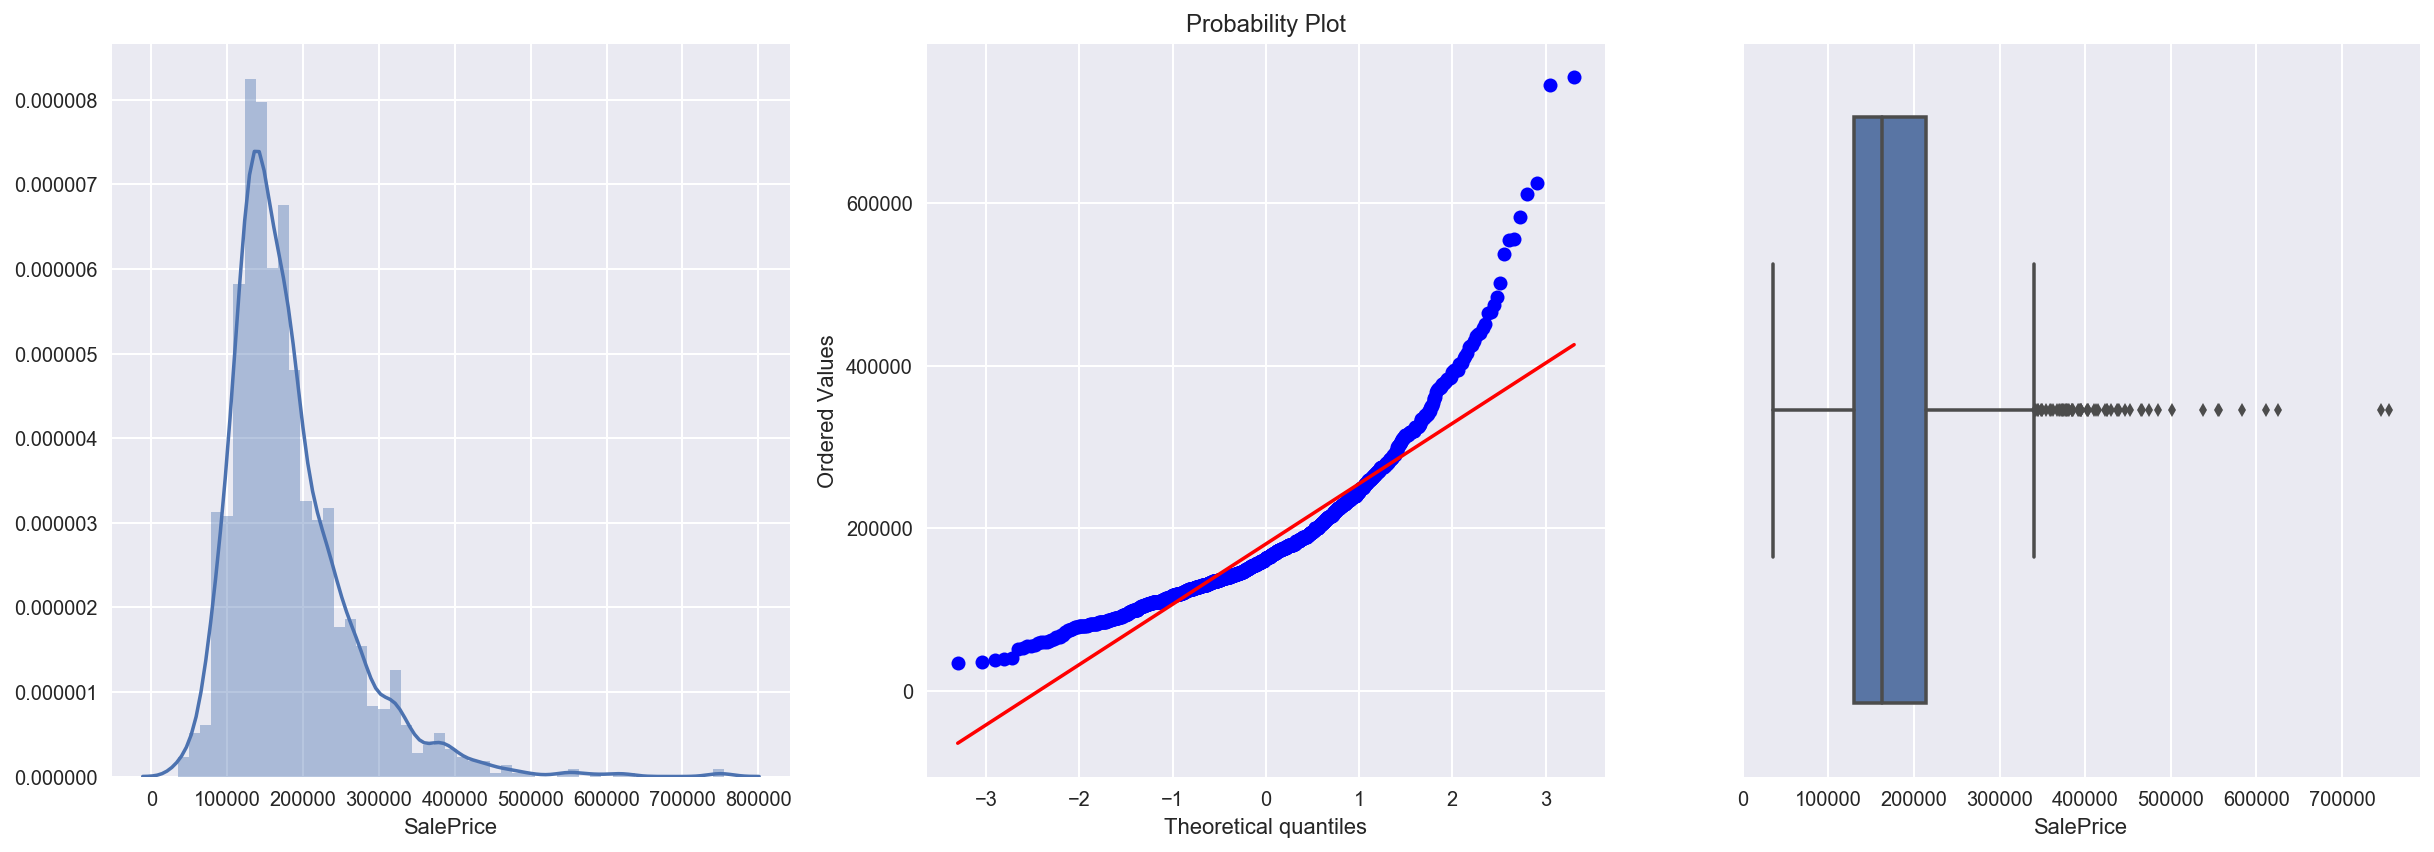 Probability Plot
0.000008
0.000007
0.000006
0.000005
0.000004
0.000003
0.000002
0.000001
0.000000
0 100000 200000 300000 400000 500000 600000 700000 800000
SalePrice
Ordered Values
600000
400000
200000
0
−3 −2 −1 0 1 2 3
Theoretical quantiles
0 100000 200000 300000 400000 500000 600000 700000
SalePrice